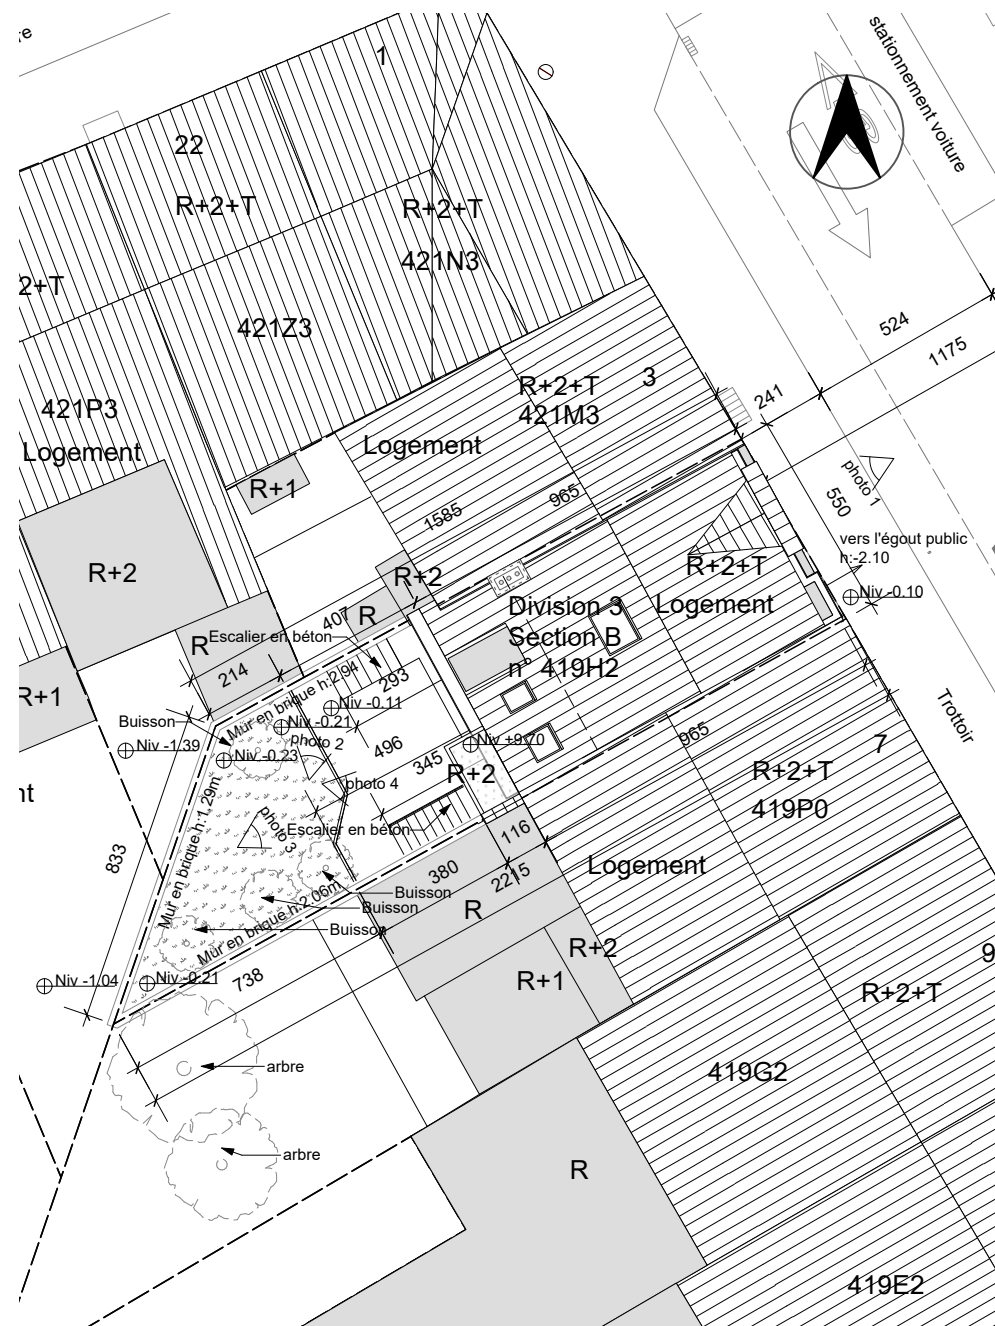 stationnement voiture
1
22
R+2+T
R+2+T
421N3
2+T
421Z3
524
1175
R+2+T
3
421M3
241
421P3
Logement
Logement
R+1
photo 1
965
1585
550
vers l'égout public
h:-2.10
R+2
R+2
R+2+T
Niv -0.10
Division 3
Logement
407
R
Section B
R
Escalier en béton
n° 419H2
214
Mur en brique h:2.94
293
R+1
Niv -0.11
Buisson
Niv -0.21
Trottoir
Niv -1.39
photo 2
496
Niv +9.70
965
7
Niv -0.23
345
R+2
R+2+T
photo 4
nt
419P0
Mur en brique h:1.29m
photo 3
Escalier en béton
116
833
380
2215
Logement
Buisson
Buisson
R
Mur en brique h:2.06m
Buisson
R+2
9
Niv -1.04
Niv -0.21
738
R+1
R+2+T
arbre
419G2
arbre
R
419E2